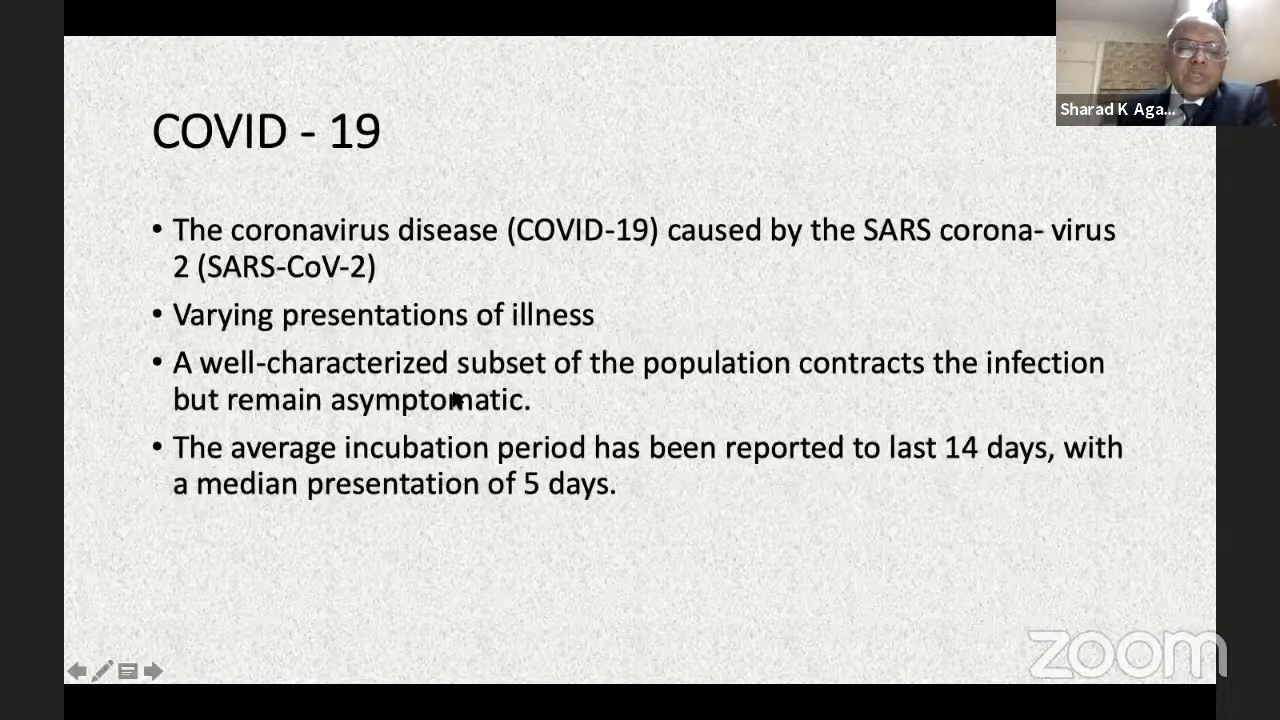 COVID - 19
• The coronavirus disease (COVID-19) caused by the SARS corona- virus
2 (SARS-CoV-2)
• Varying presentations of illness
• A well-characterized subset of the population contracts the infection
but remain asymptomatic.
• The average incubation period has been reported to last 14 days, with
a median presentation of 5 days.
Sharad K Aga...
zoom